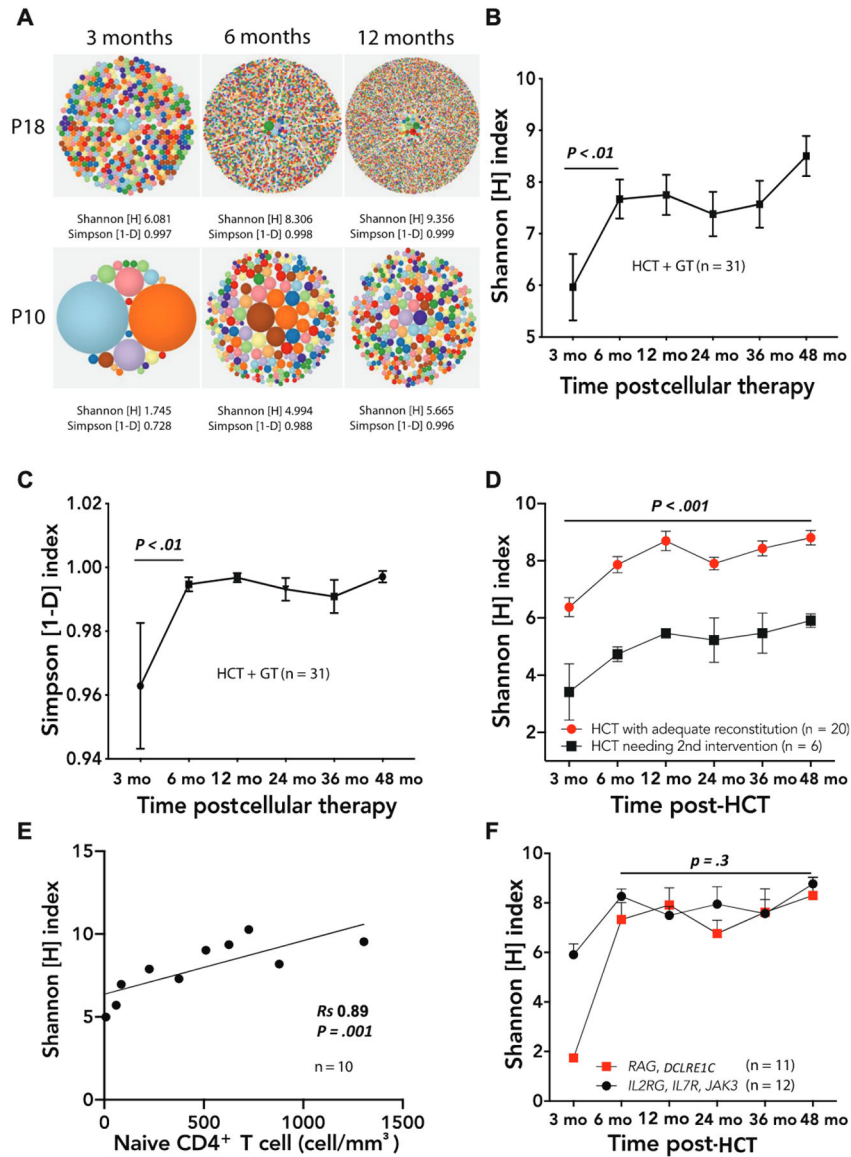 A
3 months 6 months 12 months
P18
Shannon [H] 6.081 Shannon [H] 8.306 Shannon [H] 9.356
Simpson [1-D] 0.997 Simpson [1-D] 0.998 Simpson [1-D] 0.999
P10
Shannon [H] 1.745 Shannon [H] 4.994 Shannon [H] 5.665
Simpson [1-D] 0.728 Simpson [1-D] 0.988 Simpson [1-D] 0.996
B
Shannon [H] index
10
9
8
7
6
5
P < .01
HCT + GT (n = 31)
3 mo 6 mo 12 mo 24 mo 36 mo 48 mo
Time postcellular therapy
C
Simpson [1-D] index
1.02
1.00
0.98
0.96
0.94
P < .01
HCT + GT (n = 31)
3 mo 6 mo 12 mo 24 mo 36 mo 48 mo
Time postcellular therapy
D
Shannon [H] index
10
8
6
4
2
P < .001
HCT with adequate reconstitution (n = 20)
HCT needing 2nd intervention (n = 6)
3 mo 6 mo 12 mo 24 mo 36 mo 48 mo
Time post-HCT
E
Shannon [H] index
15
10
5
0
Rs 0.89
P = .001
n = 10
0 500 1000 1500
Naive CD4⁺ T cell (cell/mm³)
F
Shannon [H] index
10
8
6
4
2
0
p = .3
RAG, DCLRE1C (n = 11)
IL2RG, IL7R, JAK3 (n = 12)
3 mo 6 mo 12 mo 24 mo 36 mo 48 mo
Time post-HCT